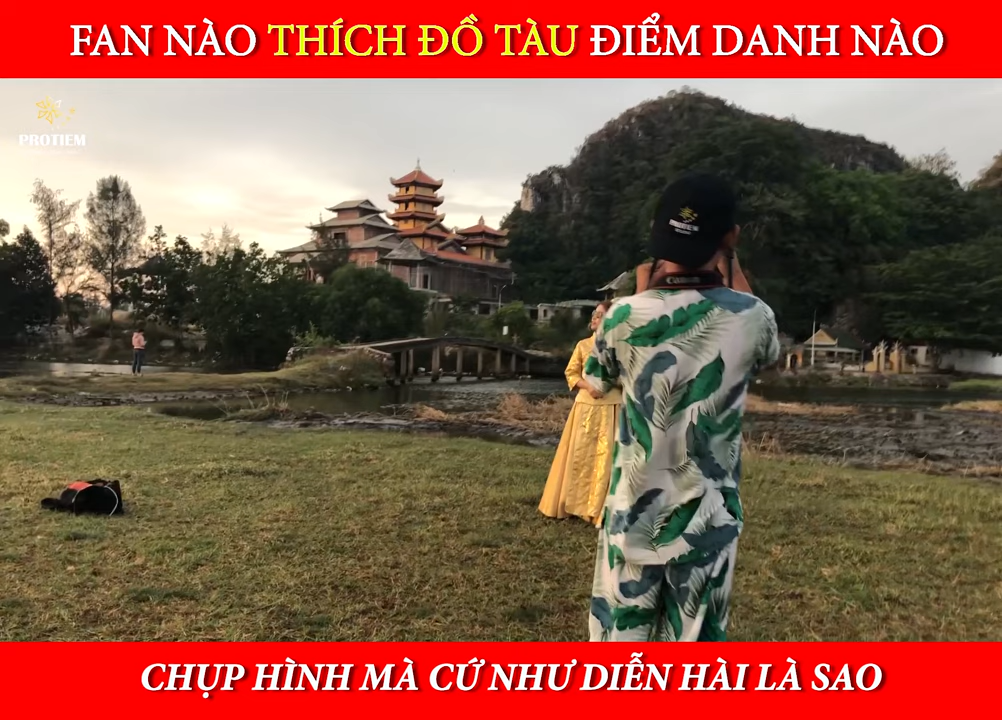 FAN NÀO THÍCH ĐỒ TÀU ĐIỂM DANH NÀO
PROTIEM
CHỤP HÌNH MÀ CỨ NHƯ DIỄN HÀI LÀ SAO